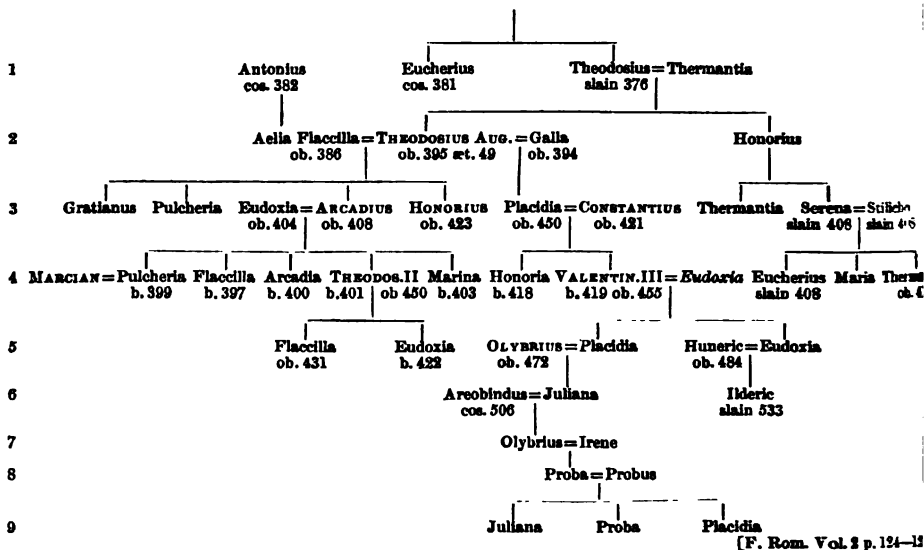 1 Antonius Eucherius Theodosius=Thermantia
cos. 382 cos. 381 slain 376
2 Aelia Flaccilla=THEODOSIUS AUG.=Galla Honorius
ob. 386 ob. 395 æt. 49 ob. 394
3 Gratianus Pulcheria Eudoxia=ARCADIUS HONORIUS Placidia=CONSTANTIUS Thermantia Serena=Stilicho
ob. 404 ob. 408 ob. 423 ob. 450 ob. 421 slain 408 slain
4 MARCIAN=Pulcheria Flaccilla Arcadia THEODOS.II Marina Honoria VALENTIN.III=Eudoxia Eucherius Maria
b. 399 b. 397 b. 400 b.401 ob 450 b.403 b. 418 b. 419 ob. 455 slain 408 ob.
5 Flaccilla Eudoxia OLYBRIUS=Placidia Huneric=Eudoxia
ob. 431 b. 422 ob. 472 ob. 484
6 Areobindus=Juliana Ilderic
cos. 506 slain 533
7 Olybrius=Irene
8 Proba=Probus
9 Juliana Proba Placidia
[F. Rom. Vol. 2 p. 124—